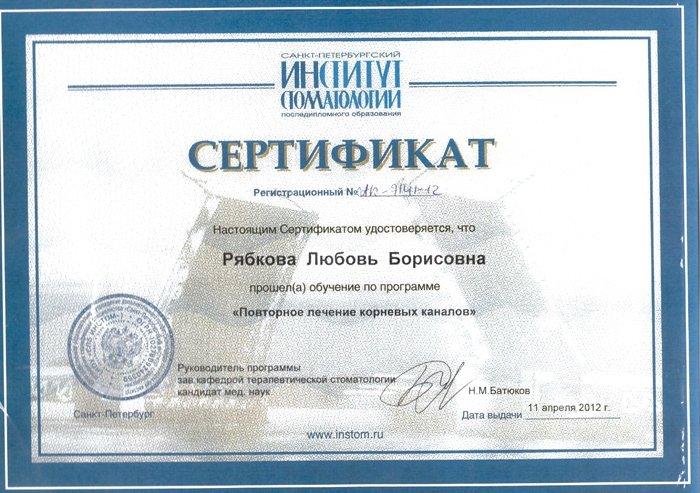 САНКТ-ПЕТЕРБУРГСКИЙ
ИНСТИТУТ
СТОМАТОЛОГИИ
последипломного образования
СЕРТИФИКАТ
Регистрационный №
Настоящим Сертификатом удостоверяется, что
Рябкова Любовь Борисовна
прошел(а) обучение по программе
«Повторное лечение корневых каналов»
Руководитель программы
зав.кафедрой терапевтической стоматологии
кандидат мед. наук
Н.М.Батюков
Санкт-Петербург
Дата выдачи 11 апреля 2012 г.
www.instom.ru